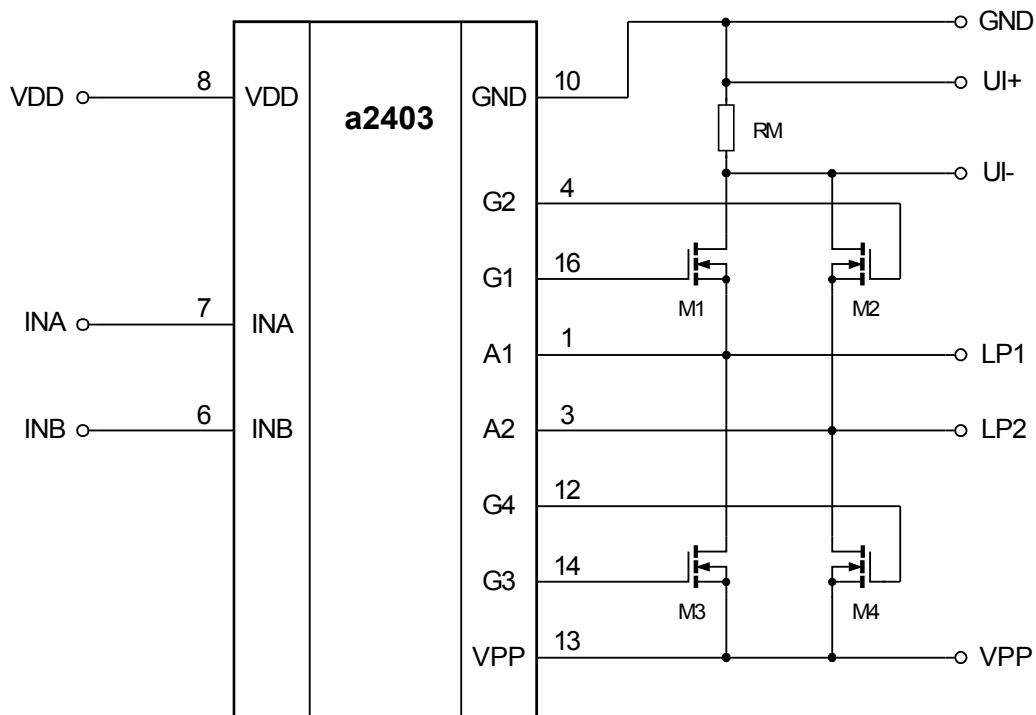 GND
8
10
UI+
VDD
VDD
GND
a2403
RM
UI-
4
G2
16
G1
M1
M2
7
INA
INA
1
A1
LP1
6
INB
INB
3
A2
LP2
12
G4
14
G3
M3
M4
13
VPP
VPP